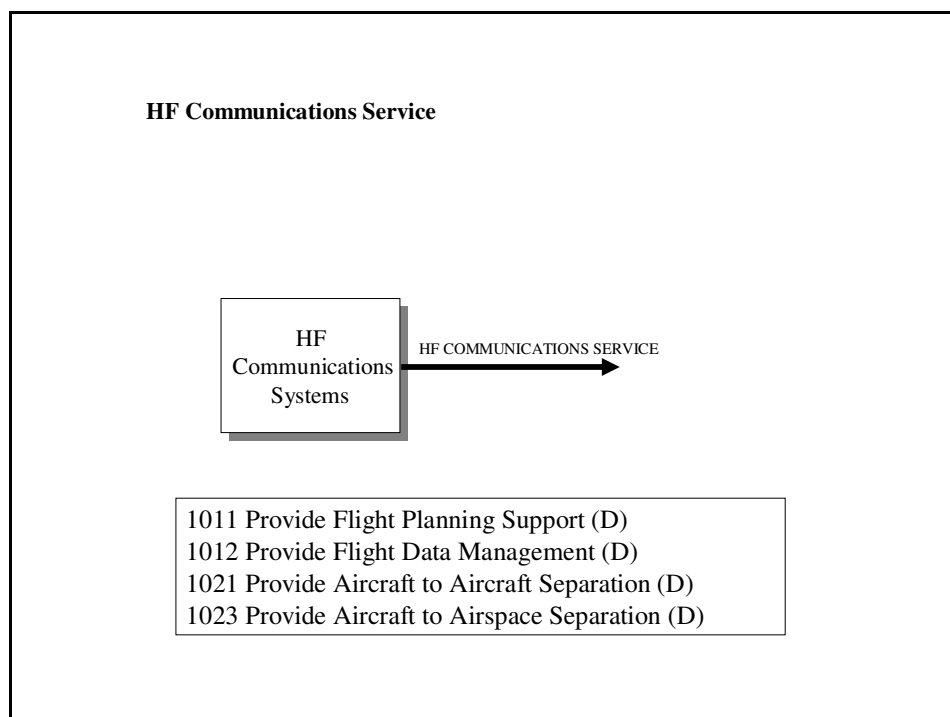 HF Communications Service
HF
Communications
Systems
HF COMMUNICATIONS SERVICE
1011 Provide Flight Planning Support (D)
1012 Provide Flight Data Management (D)
1021 Provide Aircraft to Aircraft Separation (D)
1023 Provide Aircraft to Airspace Separation (D)